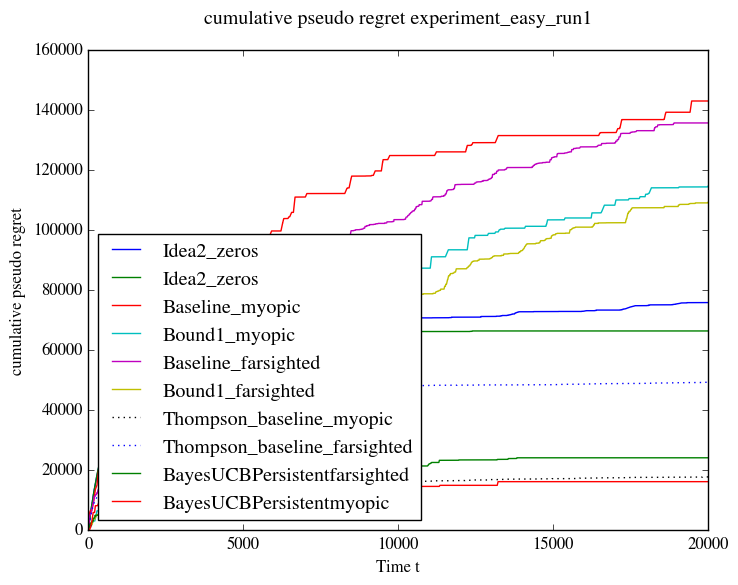 cumulative pseudo regret experiment_easy_run1
160000
140000
120000
100000
80000
60000
40000
20000
0
cumulative pseudo regret
Idea2_zeros
Idea2_zeros
Baseline_myopic
Bound1_myopic
Baseline_farsighted
Bound1_farsighted
Thompson_baseline_myopic
Thompson_baseline_farsighted
BayesUCBPersistentfarsighted
BayesUCBPersistentmyopic
0 5000 10000 15000 20000
Time t